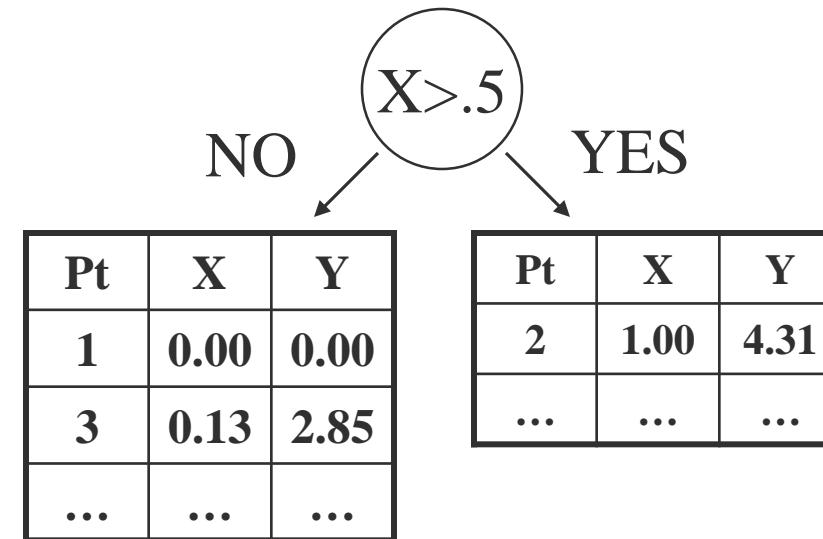 X>.5
NO
YES
Pt X Y
1 0.00 0.00
3 0.13 2.85
... ... ...
Pt X Y
2 1.00 4.31
... ... ...